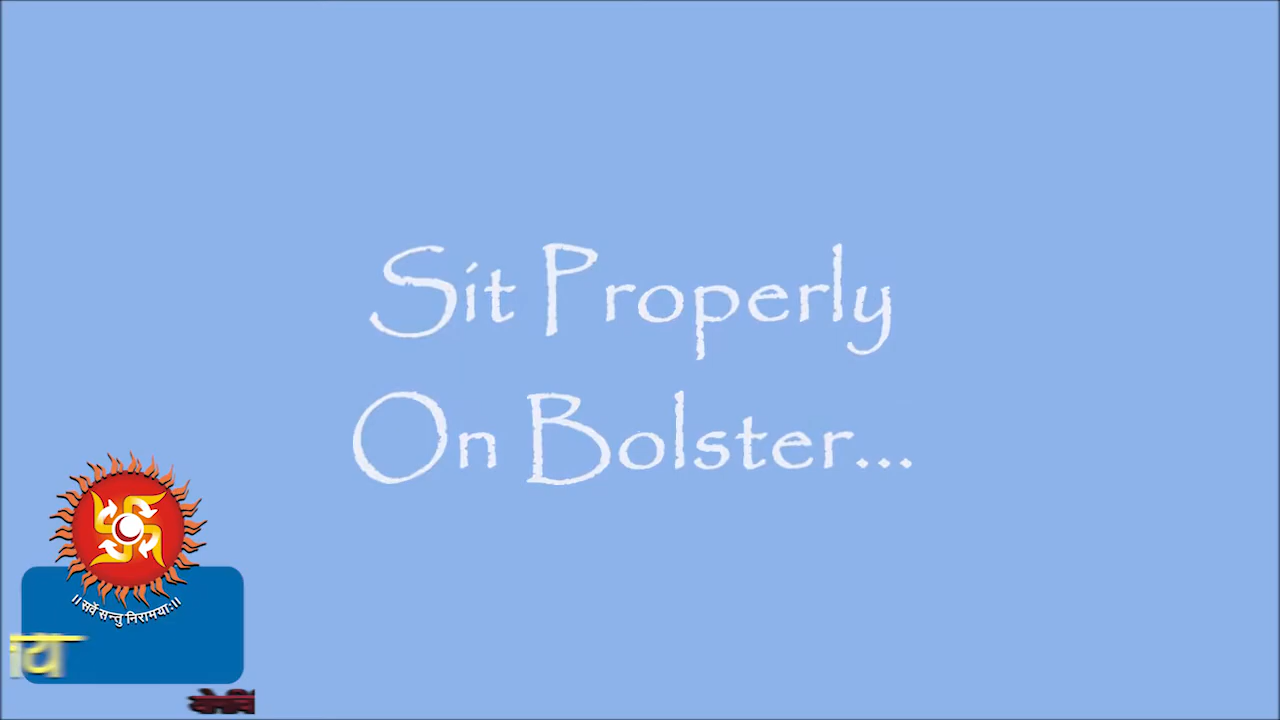 Sit Properly
On Bolster...
।। सर्वे सन्तु निरामयाः ।।